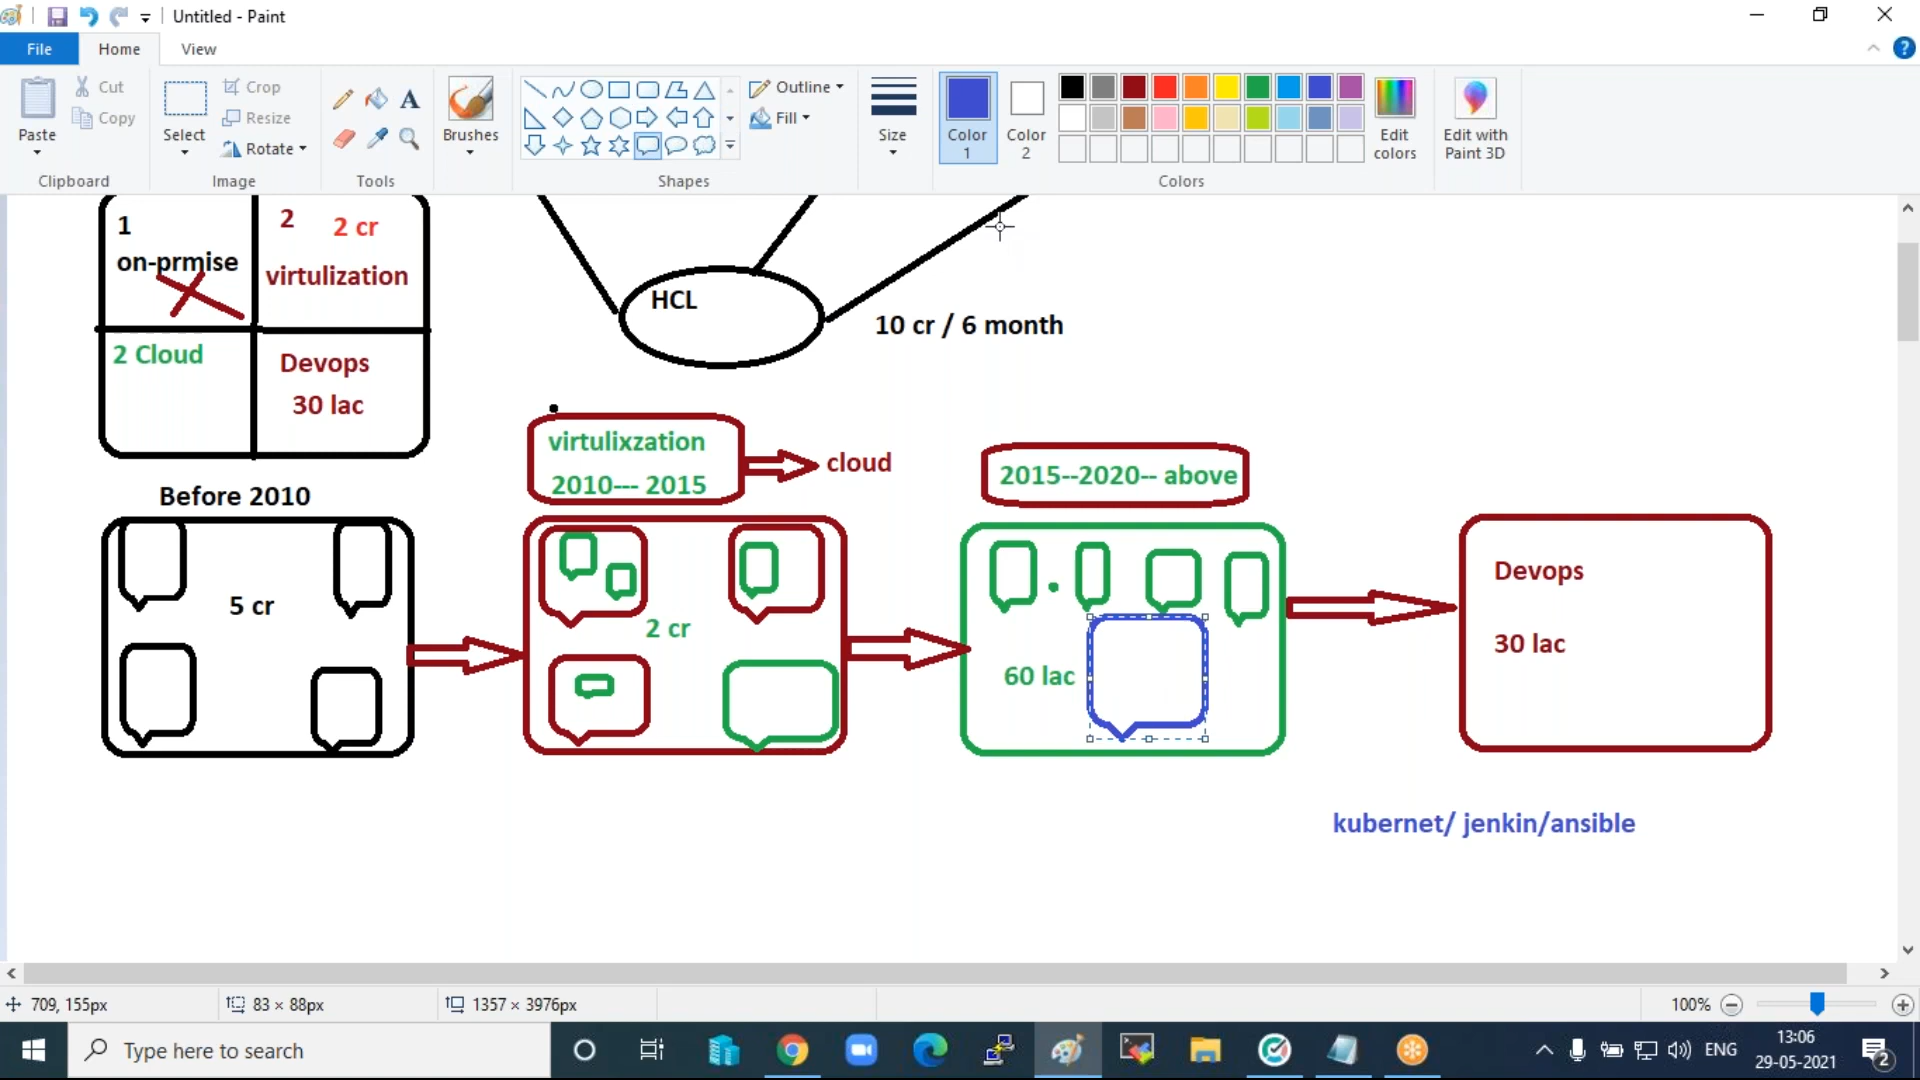 Untitled - Paint
File
Home
View
Paste
Cut
Copy
Clipboard
Select
Crop
Resize
Rotate
Image
A
Tools
Brushes
Outline
Fill
Shapes
Size
Color
1
Color
2
Edit
colors
Colors
Edit with
Paint 3D
?
1
on-prmise
2
2 cr
virtulization
2 Cloud
Devops
30 lac
HCL
10 cr / 6 month
virtulixzation
2010--- 2015
cloud
2015--2020-- above
Before 2010
5 cr
2 cr
60 lac
Devops
30 lac
kubernet/ jenkin/ansible
709, 155px
83 × 88px
1357 × 3976px
100%
Type here to search
ENG
13:06
29-05-2021
2